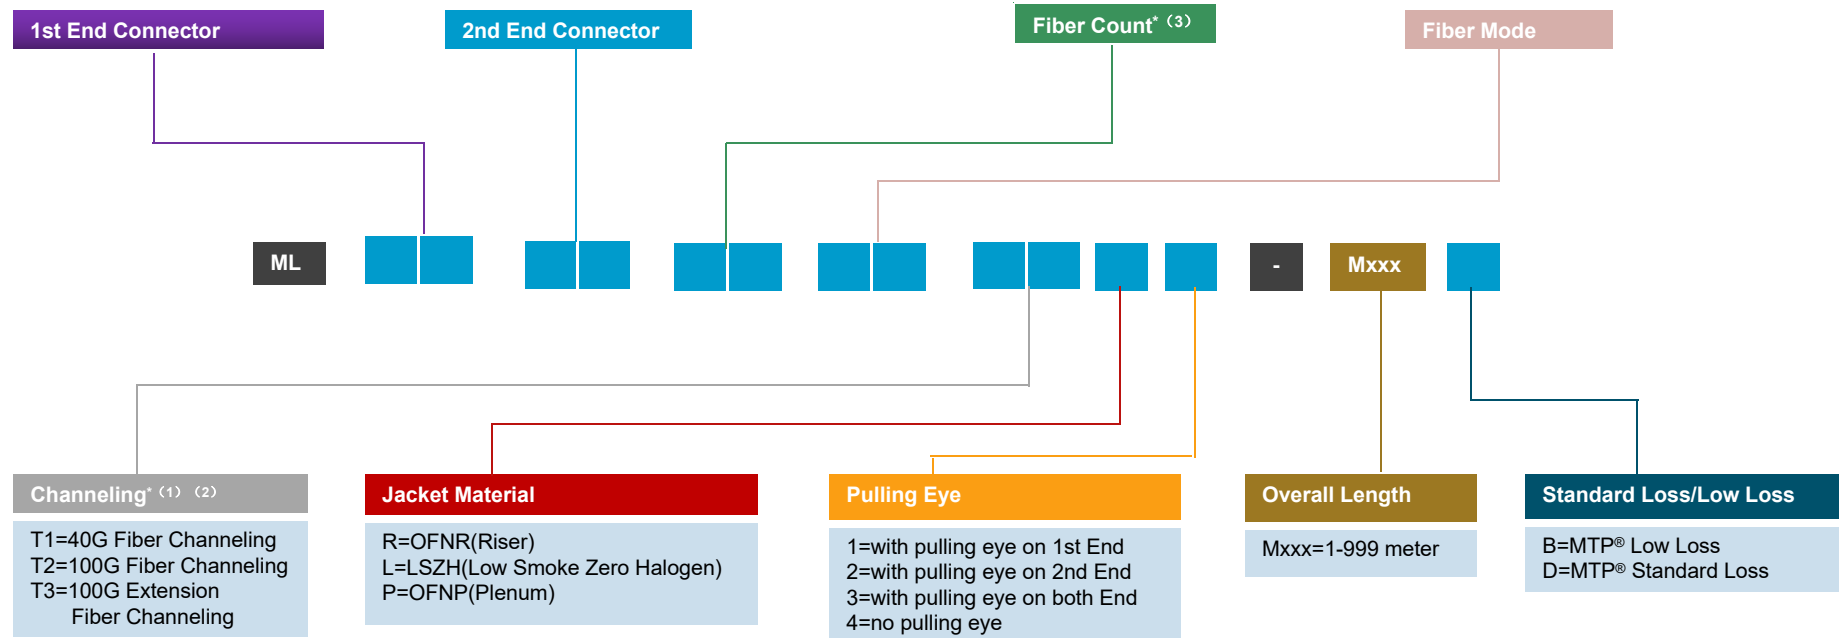 1st End Connector
2nd End Connector
Fiber Count*（3）
Fiber Mode
ML
-
Mxxx
Channeling*（1）（2）
T1=40G Fiber Channeling
T2=100G Fiber Channeling
T3=100G Extension
Fiber Channeling
Jacket Material
R=OFNR(Riser)
L=LSZH(Low Smoke Zero Halogen)
P=OFNP(Plenum)
Pulling Eye
1=with pulling eye on 1st End
2=with pulling eye on 2nd End
3=with pulling eye on both End
4=no pulling eye
Overall Length
Mxxx=1-999 meter
Standard Loss/Low Loss
B=MTP® Low Loss
D=MTP® Standard Loss